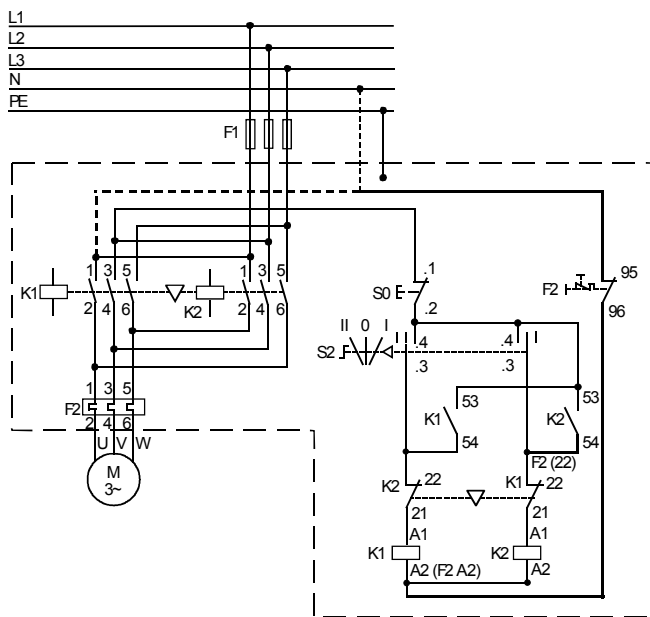 L1
L2
L3
N
PE
F1
1 3 5 1 3 5
K1 K2
2 4 6 2 4 6
.1
S0
.2
F2 95
96
II 0 I
S2
.4 .4
.3 .3
53 53
K1 K2
54 54
1 3 5
F2
2 4 6
U V W
M
3~
F2 (22)
K2 22 K1 22
21 21
A1 A1
K1 K2
A2 (F2 A2) A2